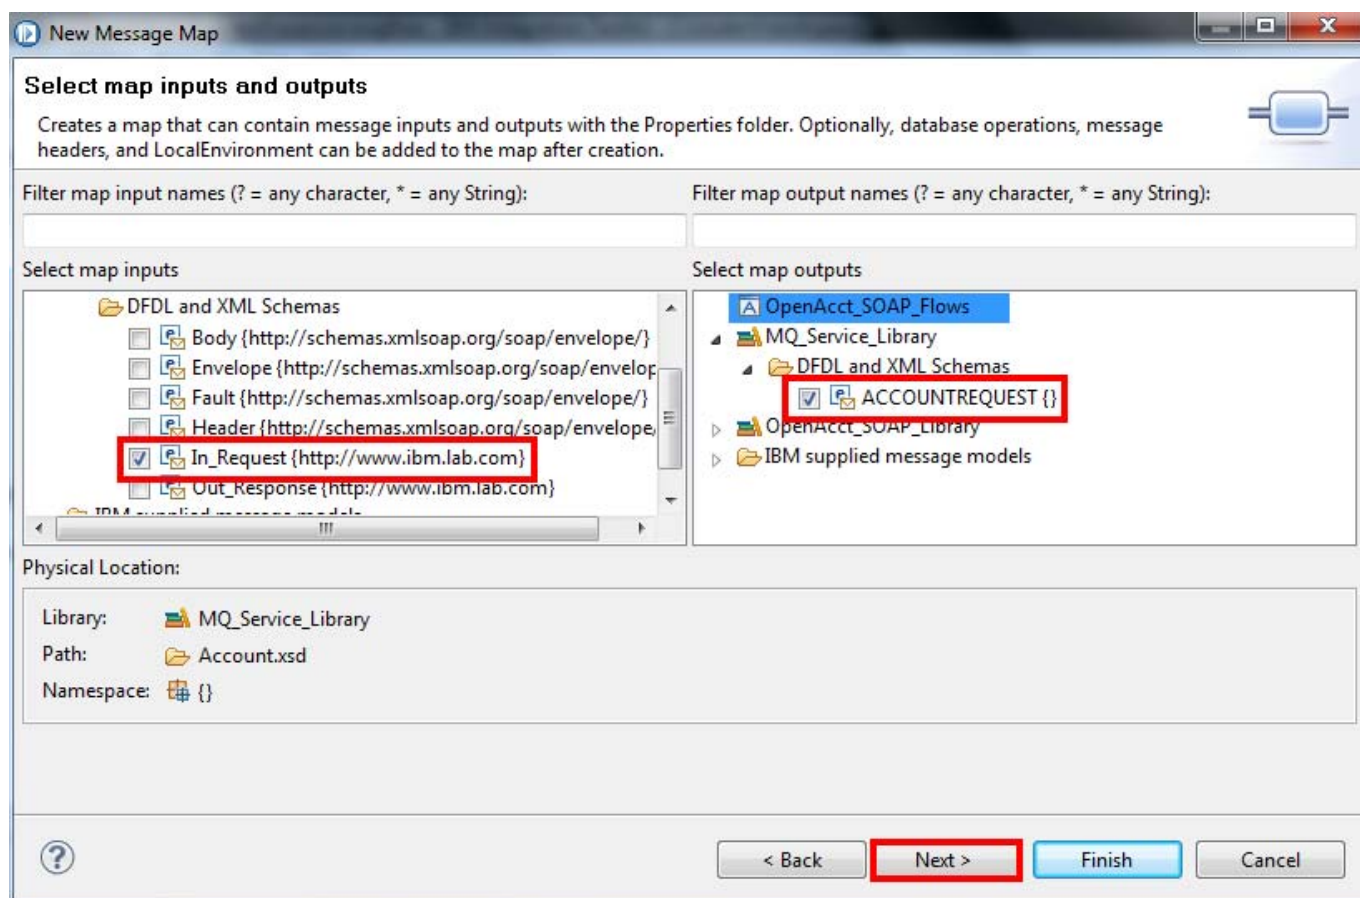 New Message Map
Select map inputs and outputs
Creates a map that can contain message inputs and outputs with the Properties folder. Optionally, database operations, message
headers, and LocalEnvironment can be added to the map after creation.
Filter map input names (? = any character, * = any String):
Filter map output names (? = any character, * = any String):
Select map inputs
Select map outputs
DFDL and XML Schemas
Body {http://schemas.xmlsoap.org/soap/envelope/}
Envelope {http://schemas.xmlsoap.org/soap/envelop
Fault {http://schemas.xmlsoap.org/soap/envelope/}
Header {http://schemas.xmlsoap.org/soap/envelope,
In_Request {http://www.ibm.lab.com}
Out_Response {http://www.ibm.lab.com}
IBM supplied message models
OpenAcct_SOAP_Flows
MQ_Service_Library
DFDL and XML Schemas
ACCOUNTREQUEST {}
OpenAcct_SOAP_Library
IBM supplied message models
Physical Location:
Library: MQ_Service_Library
Path: Account.xsd
Namespace: {}
< Back Next > Finish Cancel